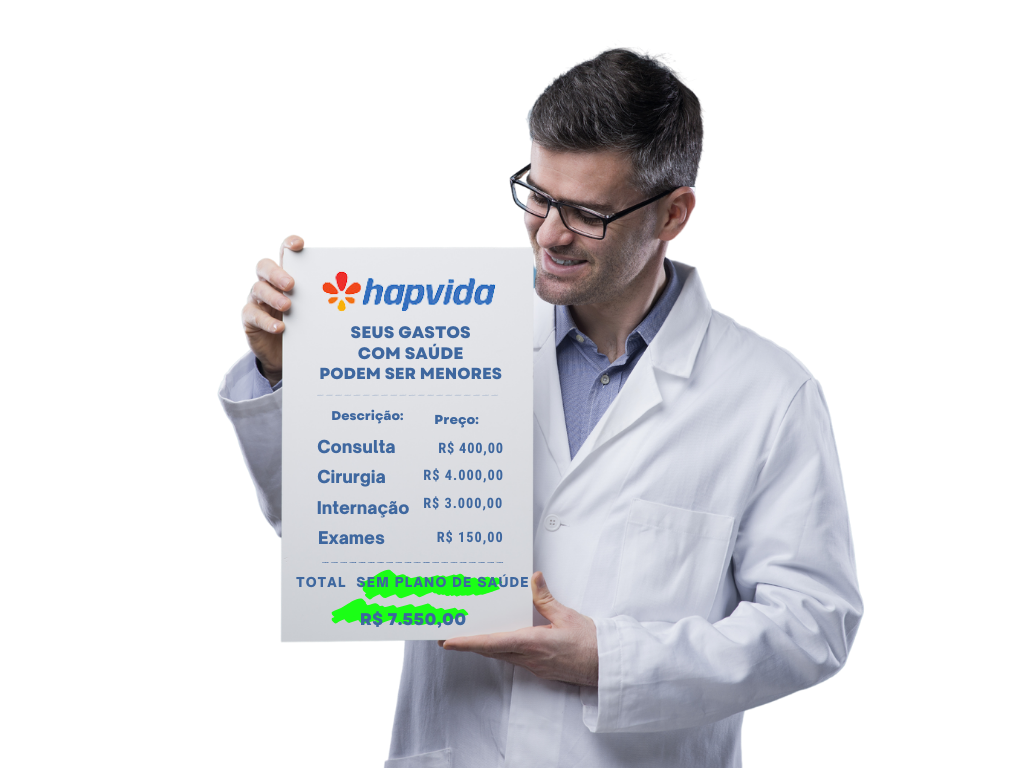 hapvida
SEUS GASTOS
COM SAÚDE
PODEM SER MENORES
Descrição: Preço:
Consulta R$ 400,00
Cirurgia R$ 4.000,00
Internação R$ 3.000,00
Exames R$ 150,00
TOTAL SEM PLANO DE SAÚDE
R$ 7.550,00